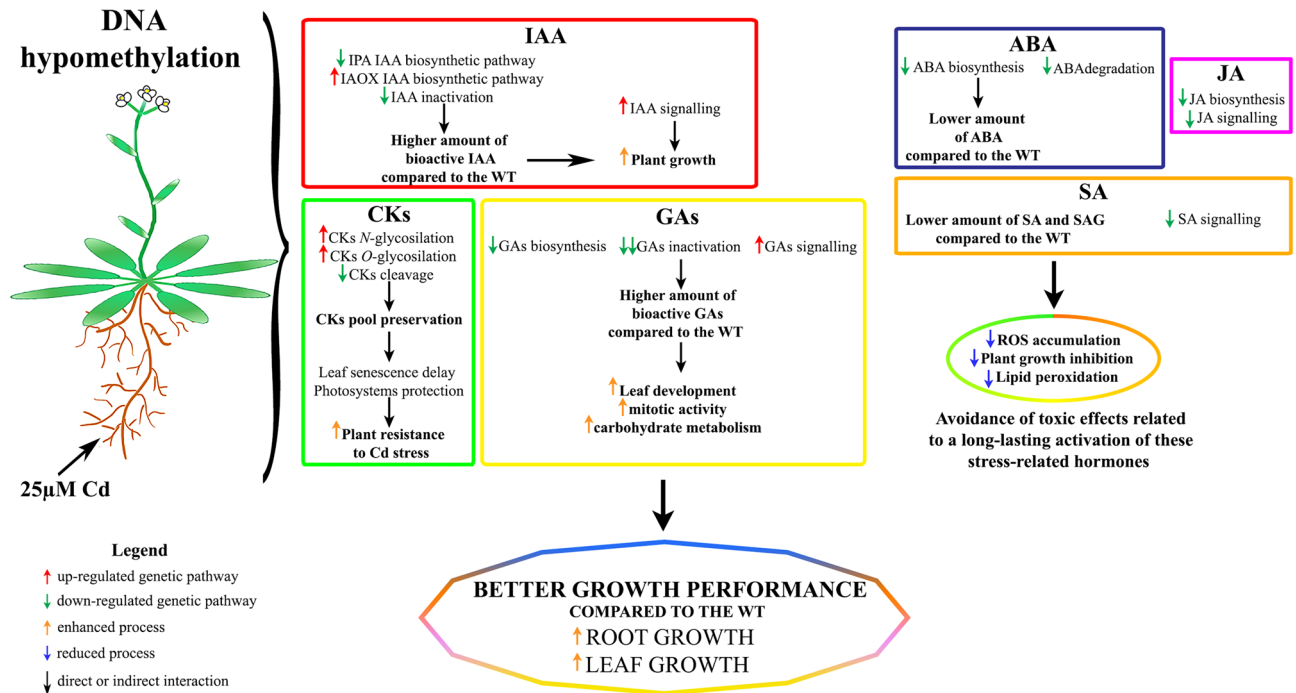 DNA
hypomethylation
25µM Cd
IAA
IPA IAA biosynthetic pathway
IAOX IAA biosynthetic pathway
IAA inactivation
Higher amount of
bioactive IAA
compared to the WT
IAA signalling
Plant growth
CKs
CKs N-glycosilation
CKs O-glycosilation
CKs cleavage
CKs pool preservation
Leaf senescence delay
Photosystems protection
Plant resistance
to Cd stress
GAs
GAs biosynthesis
GAs inactivation
GAs signalling
Higher amount of
bioactive GAs
compared to the WT
Leaf development
mitotic activity
carbohydrate metabolism
ABA
ABA biosynthesis
ABAdegradation
Lower amount
of ABA
compared to the WT
JA
JA biosynthesis
JA signalling
SA
Lower amount of SA and SAG
compared to the WT
SA signalling
ROS accumulation
Plant growth inhibition
Lipid peroxidation
Avoidance of toxic effects related
to a long-lasting activation of these
stress-related hormones
BETTER GROWTH PERFORMANCE
COMPARED TO THE WT
ROOT GROWTH
LEAF GROWTH
Legend
up-regulated genetic pathway
down-regulated genetic pathway
enhanced process
reduced process
direct or indirect interaction